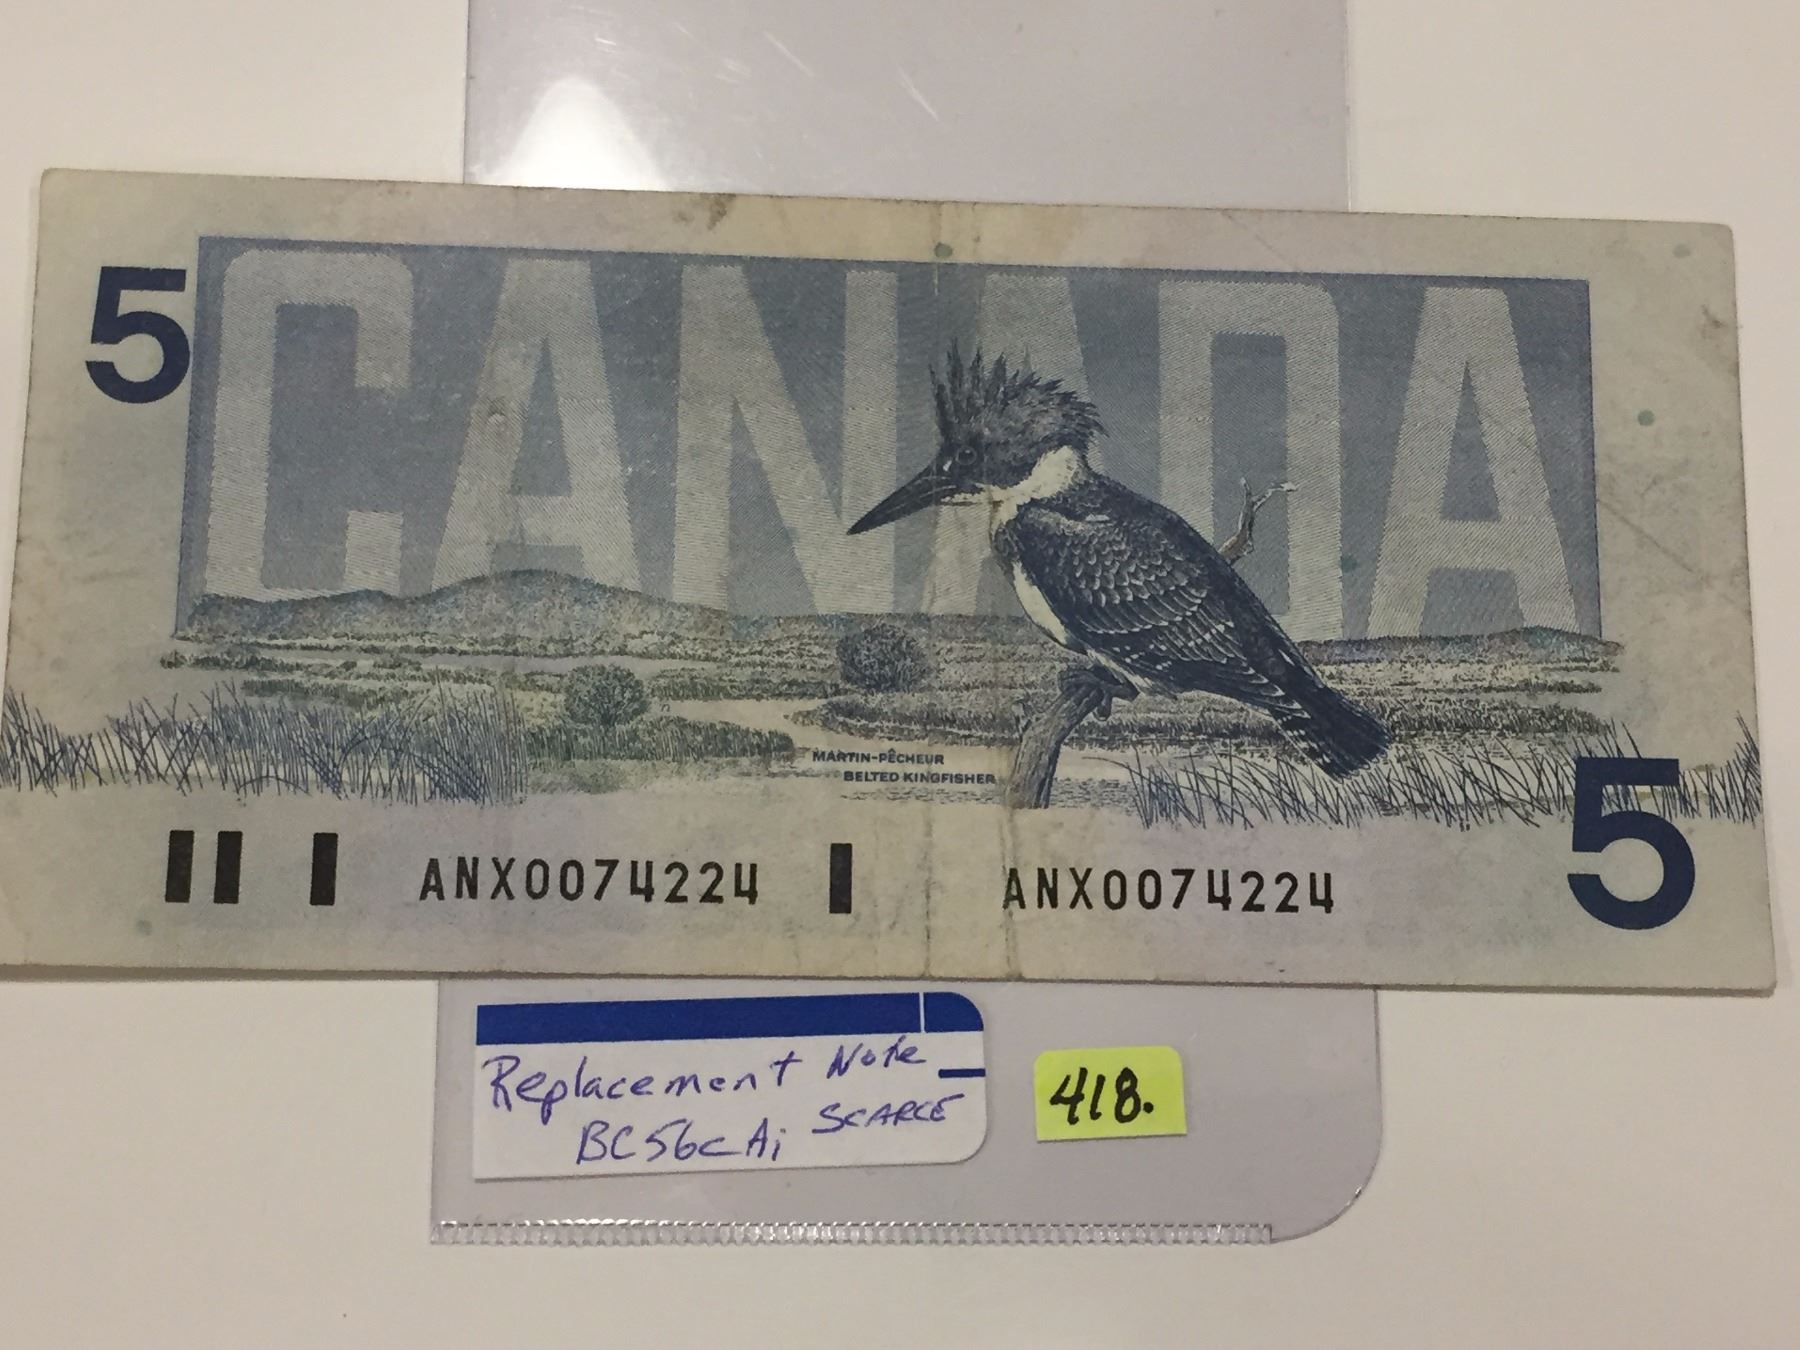 5
CANADA
MARTIN-PÊCHEUR
BELTED KINGFISHER
5
ANX0074224 ANX0074224
Replacement Note
BC56cAi SCARCE
418.